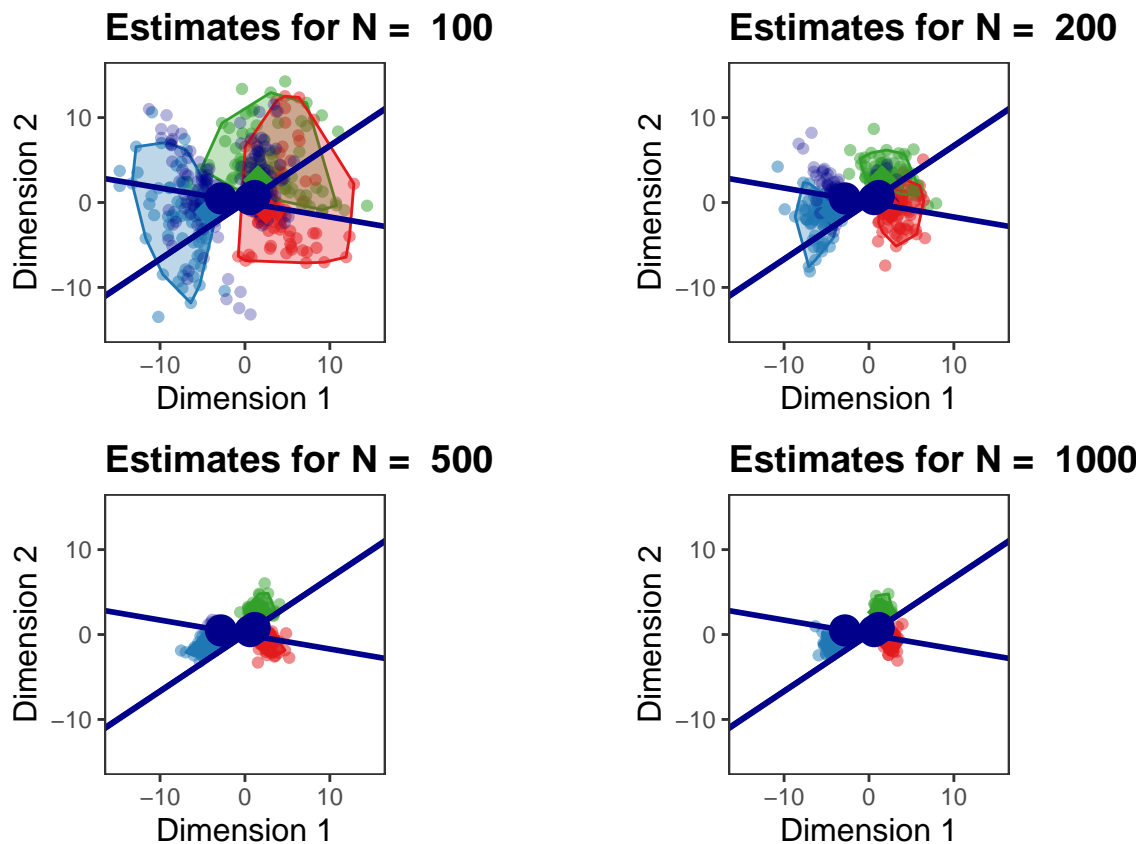 Estimates for N =  100
Dimension 2
10
0
−10
−10 0 10
Dimension 1
Estimates for N =  200
Dimension 2
10
0
−10
−10 0 10
Dimension 1
Estimates for N =  500
Dimension 2
10
0
−10
−10 0 10
Dimension 1
Estimates for N =  1000
Dimension 2
10
0
−10
−10 0 10
Dimension 1